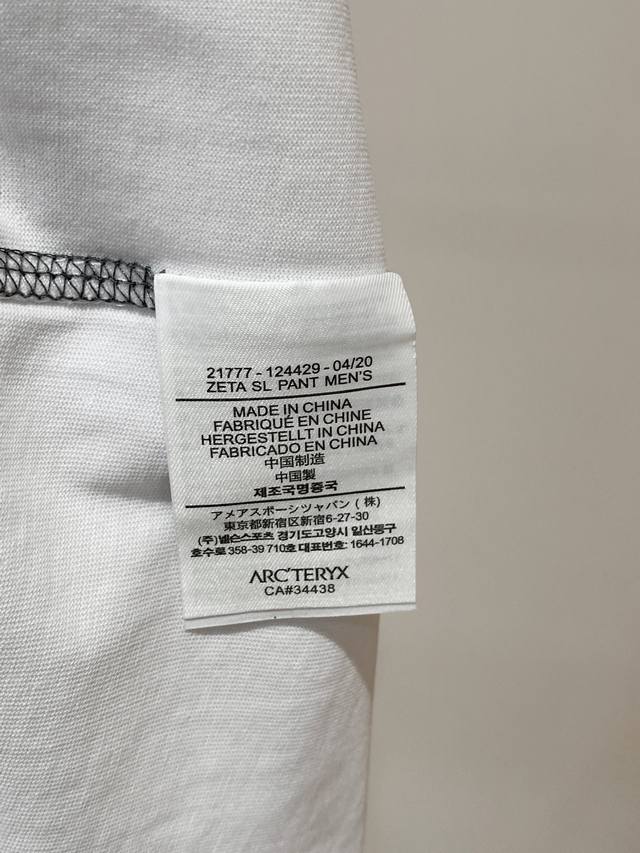 21777 - 124429 - 04/20
ZETA SL PANT MEN'S
MADE IN CHINA
FABRIQUÉ EN CHINE
HERGESTELLT IN CHINA
FABRICADO EN CHINA
中国制造
中国製
제조국명중국
アメアスポーツジャパン ( 株)
東京都新宿区新宿6-27-30
(주)넬슨스포츠 경기도고양시 일산동구
호수로 358-39 710호 대표번호: 1644-1708
ARC'TERYX
CA#34438